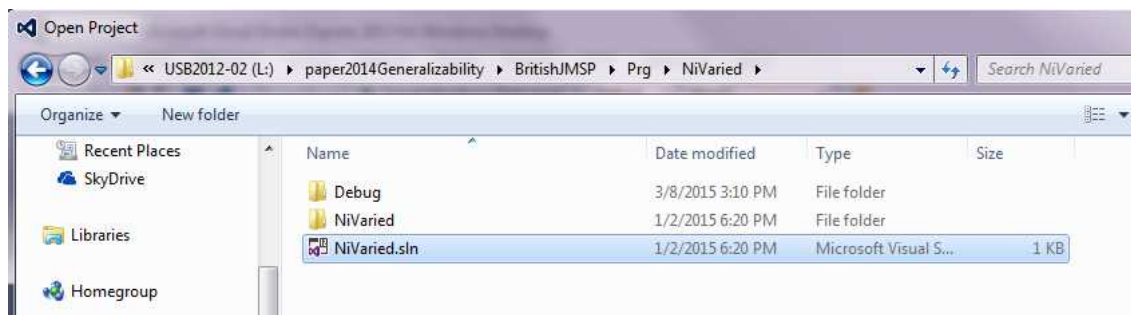 Open Project
« USB2012-02 (L:) ▸ paper2014Generalizability ▸ BritishJMSP ▸ Prg ▸ NiVaried ▸ Search NiVaried
Organize ▾ New folder
Recent Places
SkyDrive
Libraries
Homegroup
Name Date modified Type Size
Debug 3/8/2015 3:10 PM File folder
NiVaried 1/2/2015 6:20 PM File folder
NiVaried.sln 1/2/2015 6:20 PM Microsoft Visual S... 1 KB